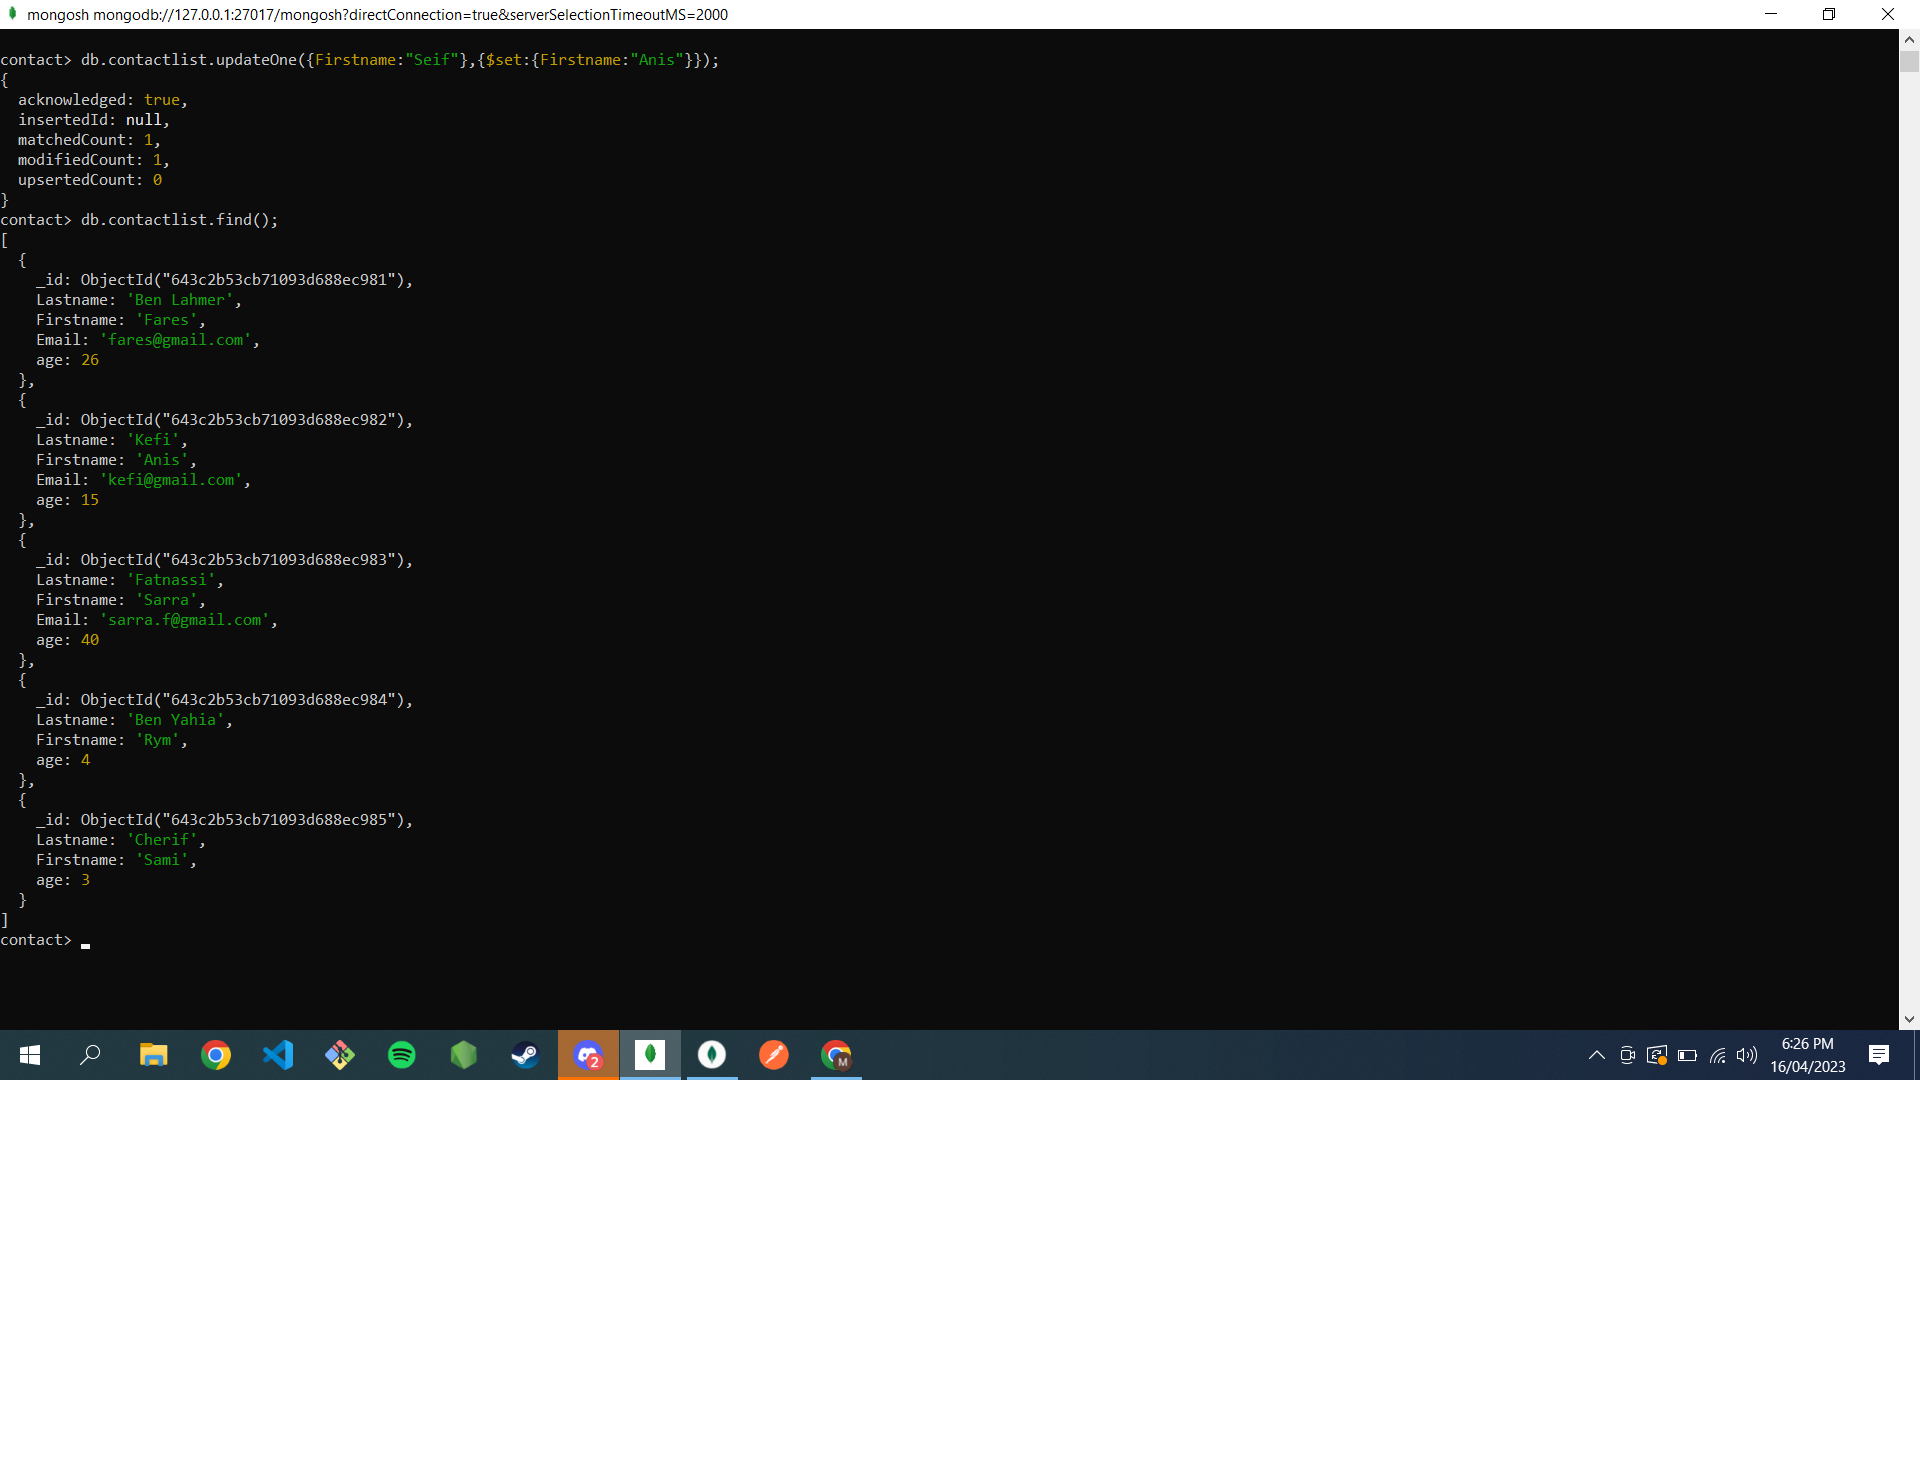 mongosh mongodb://127.0.0.1:27017/mongosh?directConnection=true&serverSelectionTimeoutMS=2000
contact> db.contactlist.updateOne({Firstname:"Seif"},{$set:{Firstname:"Anis"}});
{
  acknowledged: true,
  insertedId: null,
  matchedCount: 1,
  modifiedCount: 1,
  upsertedCount: 0
}
contact> db.contactlist.find();
[
  {
    _id: ObjectId("643c2b53cb71093d688ec981"),
    Lastname: 'Ben Lahmer',
    Firstname: 'Fares',
    Email: 'fares@gmail.com',
    age: 26
  },
  {
    _id: ObjectId("643c2b53cb71093d688ec982"),
    Lastname: 'Kefi',
    Firstname: 'Anis',
    Email: 'kefi@gmail.com',
    age: 15
  },
  {
    _id: ObjectId("643c2b53cb71093d688ec983"),
    Lastname: 'Fatnassi',
    Firstname: 'Sarra',
    Email: 'sarra.f@gmail.com',
    age: 40
  },
  {
    _id: ObjectId("643c2b53cb71093d688ec984"),
    Lastname: 'Ben Yahia',
    Firstname: 'Rym',
    age: 4
  },
  {
    _id: ObjectId("643c2b53cb71093d688ec985"),
    Lastname: 'Cherif',
    Firstname: 'Sami',
    age: 3
  }
]
contact>
2
M
6:26 PM
16/04/2023